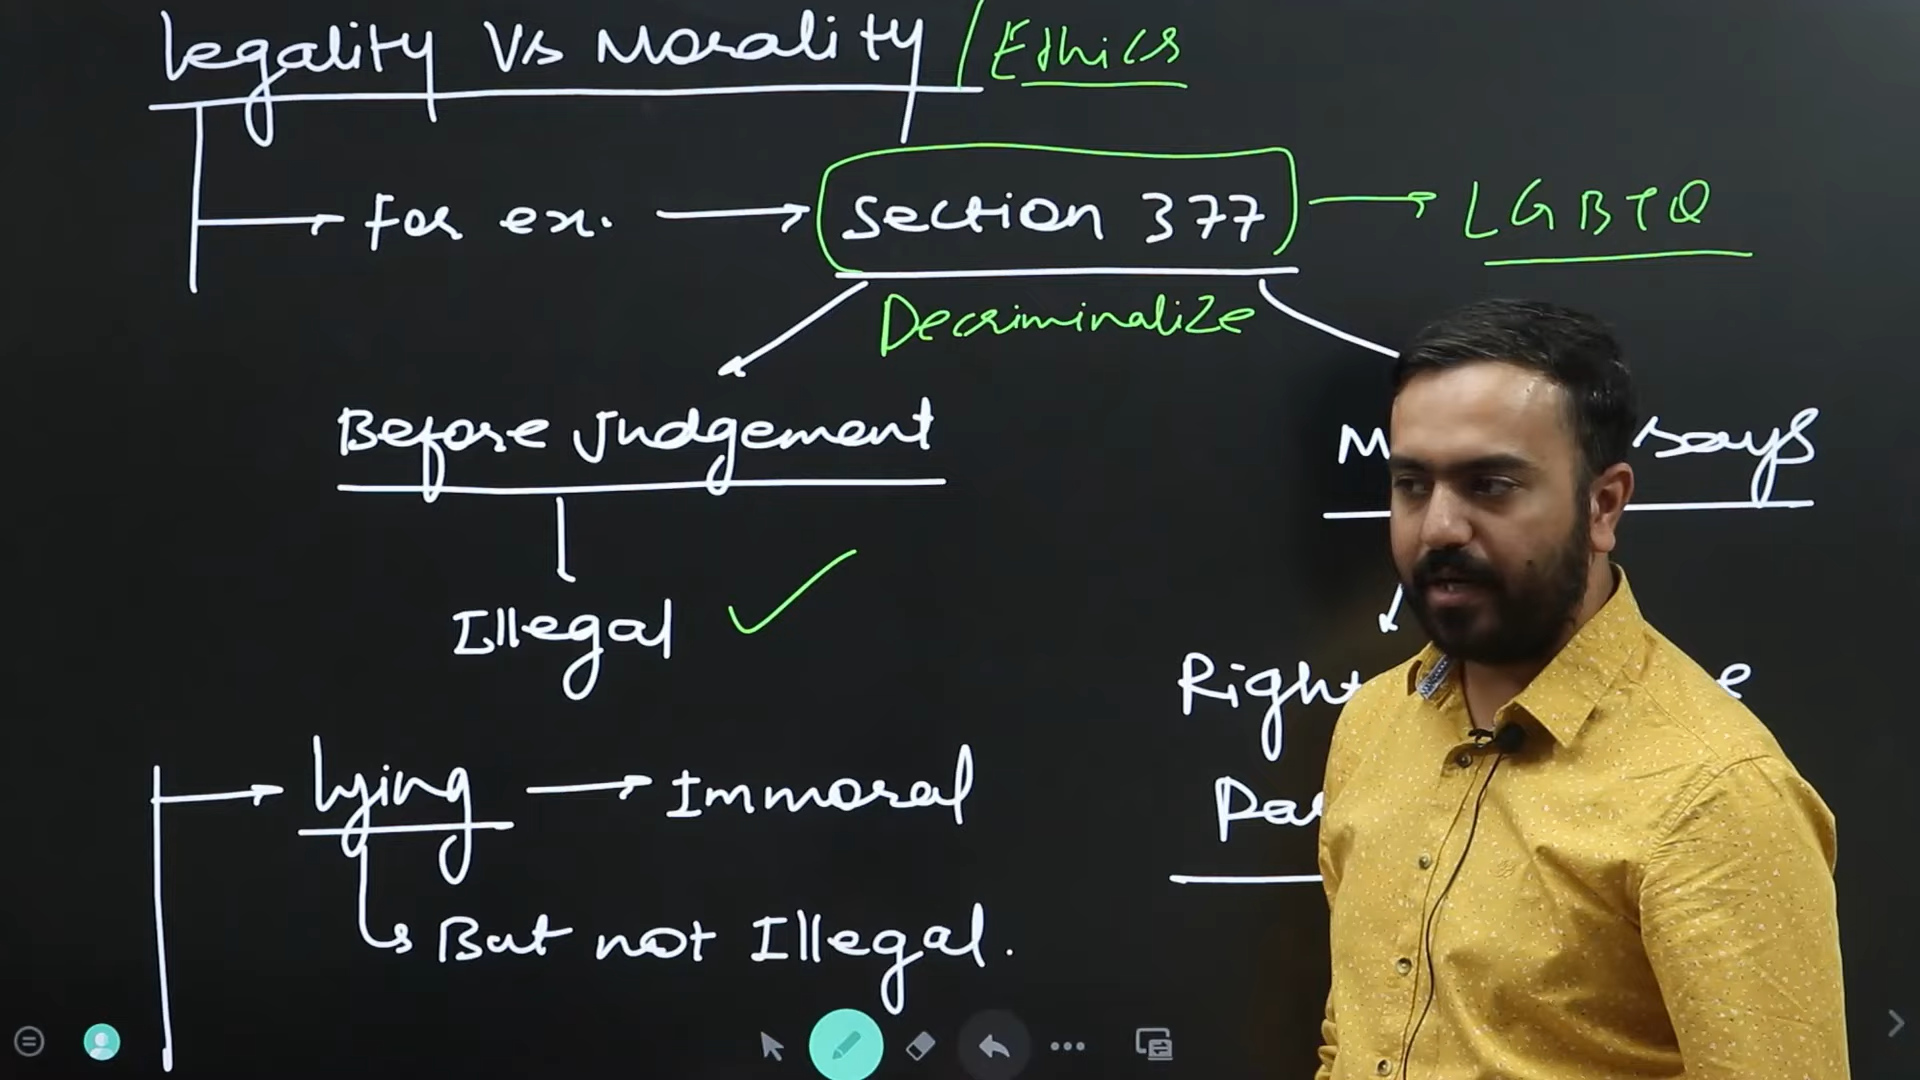 Legality Vs Morality / Ethics
For ex. Section 377 LGBTQ
Decriminalize
Before Judgement
says
Illegal
Right
lying Immoral
But not Illegal.